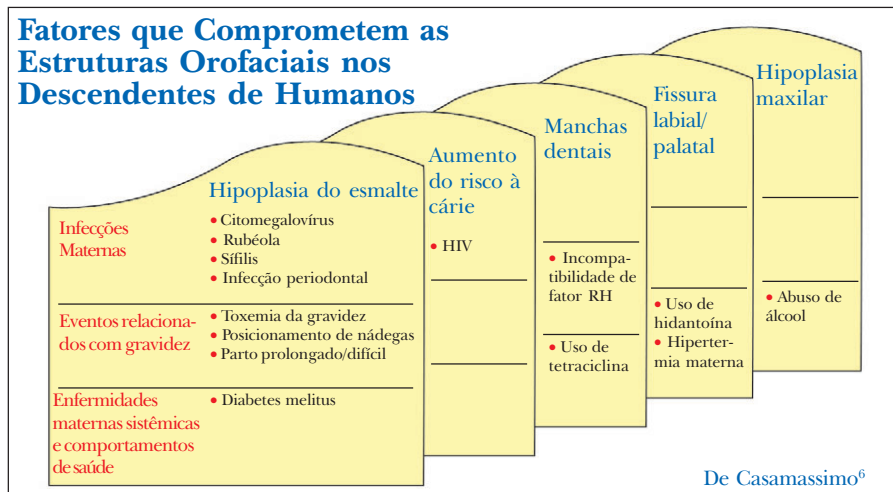 Fatores que Comprometem as
Estruturas Orofaciais nos
Descendentes de Humanos
Infecções
Maternas
Eventos relaciona-
dos com gravidez
Enfermidades
maternas sistêmicas
e comportamentos
de saúde
Hipoplasia do esmalte
• Citomegalovírus
• Rubéola
• Sífilis
• Infecção periodontal
• Toxemia da gravidez
• Posicionamento de nádegas
• Parto prolongado/difícil
• Diabetes melitus
Aumento
do risco à
cárie
• HIV
Manchas
dentais
• Incompa-
tibilidade de
fator RH
• Uso de
tetraciclina
Fissura
labial/
palatal
• Uso de
hidantoína
• Hiperter-
mia materna
Hipoplasia
maxilar
• Abuso de
álcool
De Casamassimo⁶